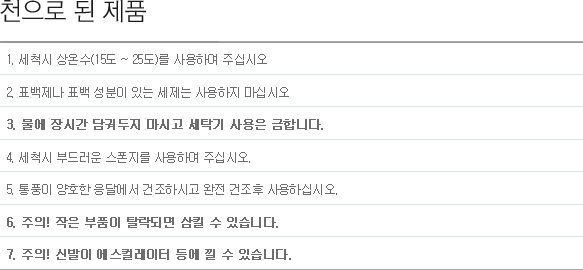 천으로 된 제품
1. 세척시 상온수(15도 ~ 25도)를 사용하여 주십시오
2. 표백제나 표백 성분이 있는 세제는 사용하지 마십시오
3. 물에 장시간 담궈두지 마시고 세탁기 사용은 금합니다.
4. 세척시 부드러운 스폰지를 사용하여 주십시오.
5. 통풍이 양호한 응달에서 건조하시고 완전 건조후 사용하십시오.
6. 주의! 작은 부품이 탈락되면 삼킬 수 있습니다.
7. 주의! 신발이 에스컬레이터 등에 낄 수 있습니다.